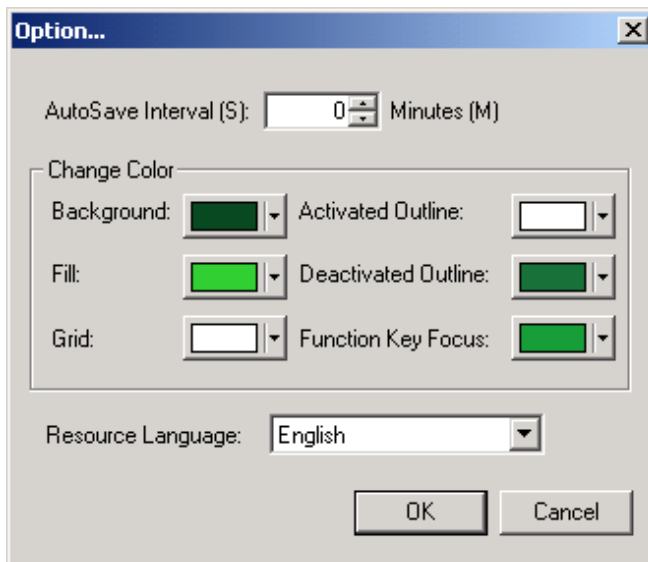 Option...
AutoSave Interval (S): 0 Minutes (M)
Change Color
Background: Activated Outline:
Fill: Deactivated Outline:
Grid: Function Key Focus:
Resource Language: English
OK Cancel